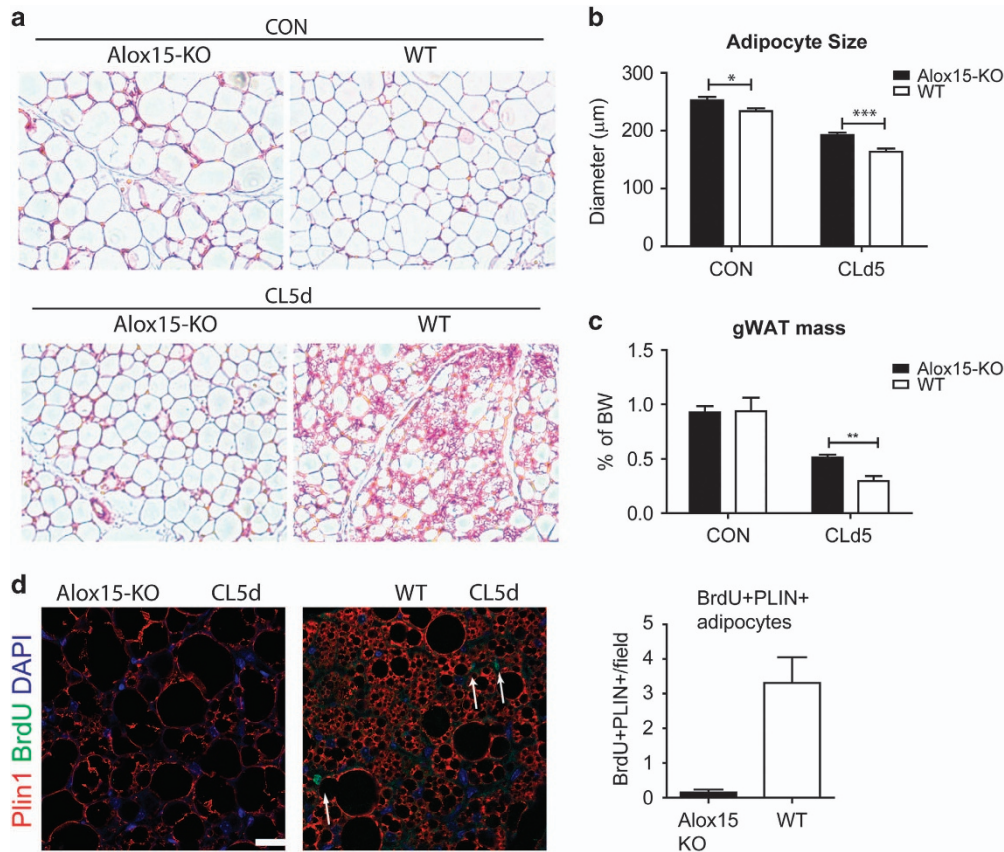 a
CON
Alox15-KO WT
CL5d
Alox15-KO WT
b
Adipocyte Size
Alox15-KO
WT
Diameter (μm)
300
200
100
0
*
***
CON CLd5
c
gWAT mass
Alox15-KO
WT
% of BW
1.5
1.0
0.5
0.0
**
CON CLd5
d
Alox15-KO CL5d
WT CL5d
Plin1 BrdU DAPI
BrdU+PLIN+
adipocytes
BrdU+PLIN+/field
5
4
3
2
1
0
Alox15
KO
WT